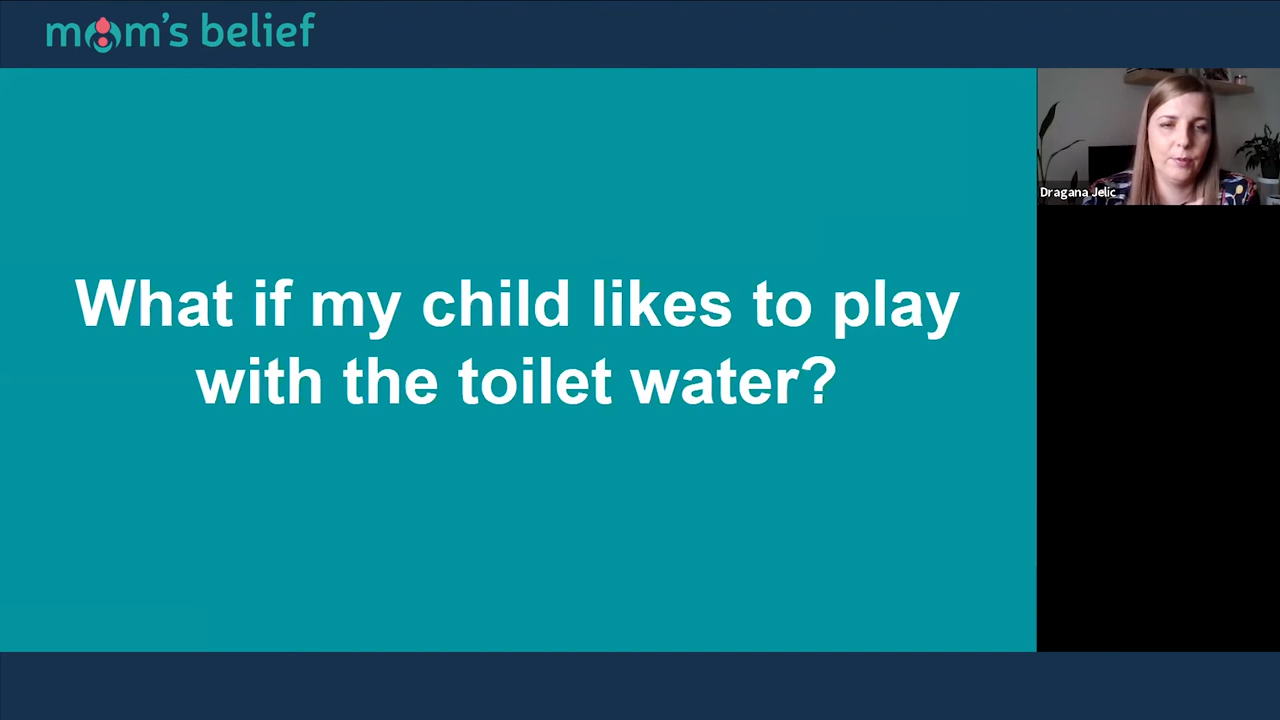 mom's belief
Dragana Jelic
What if my child likes to play
with the toilet water?